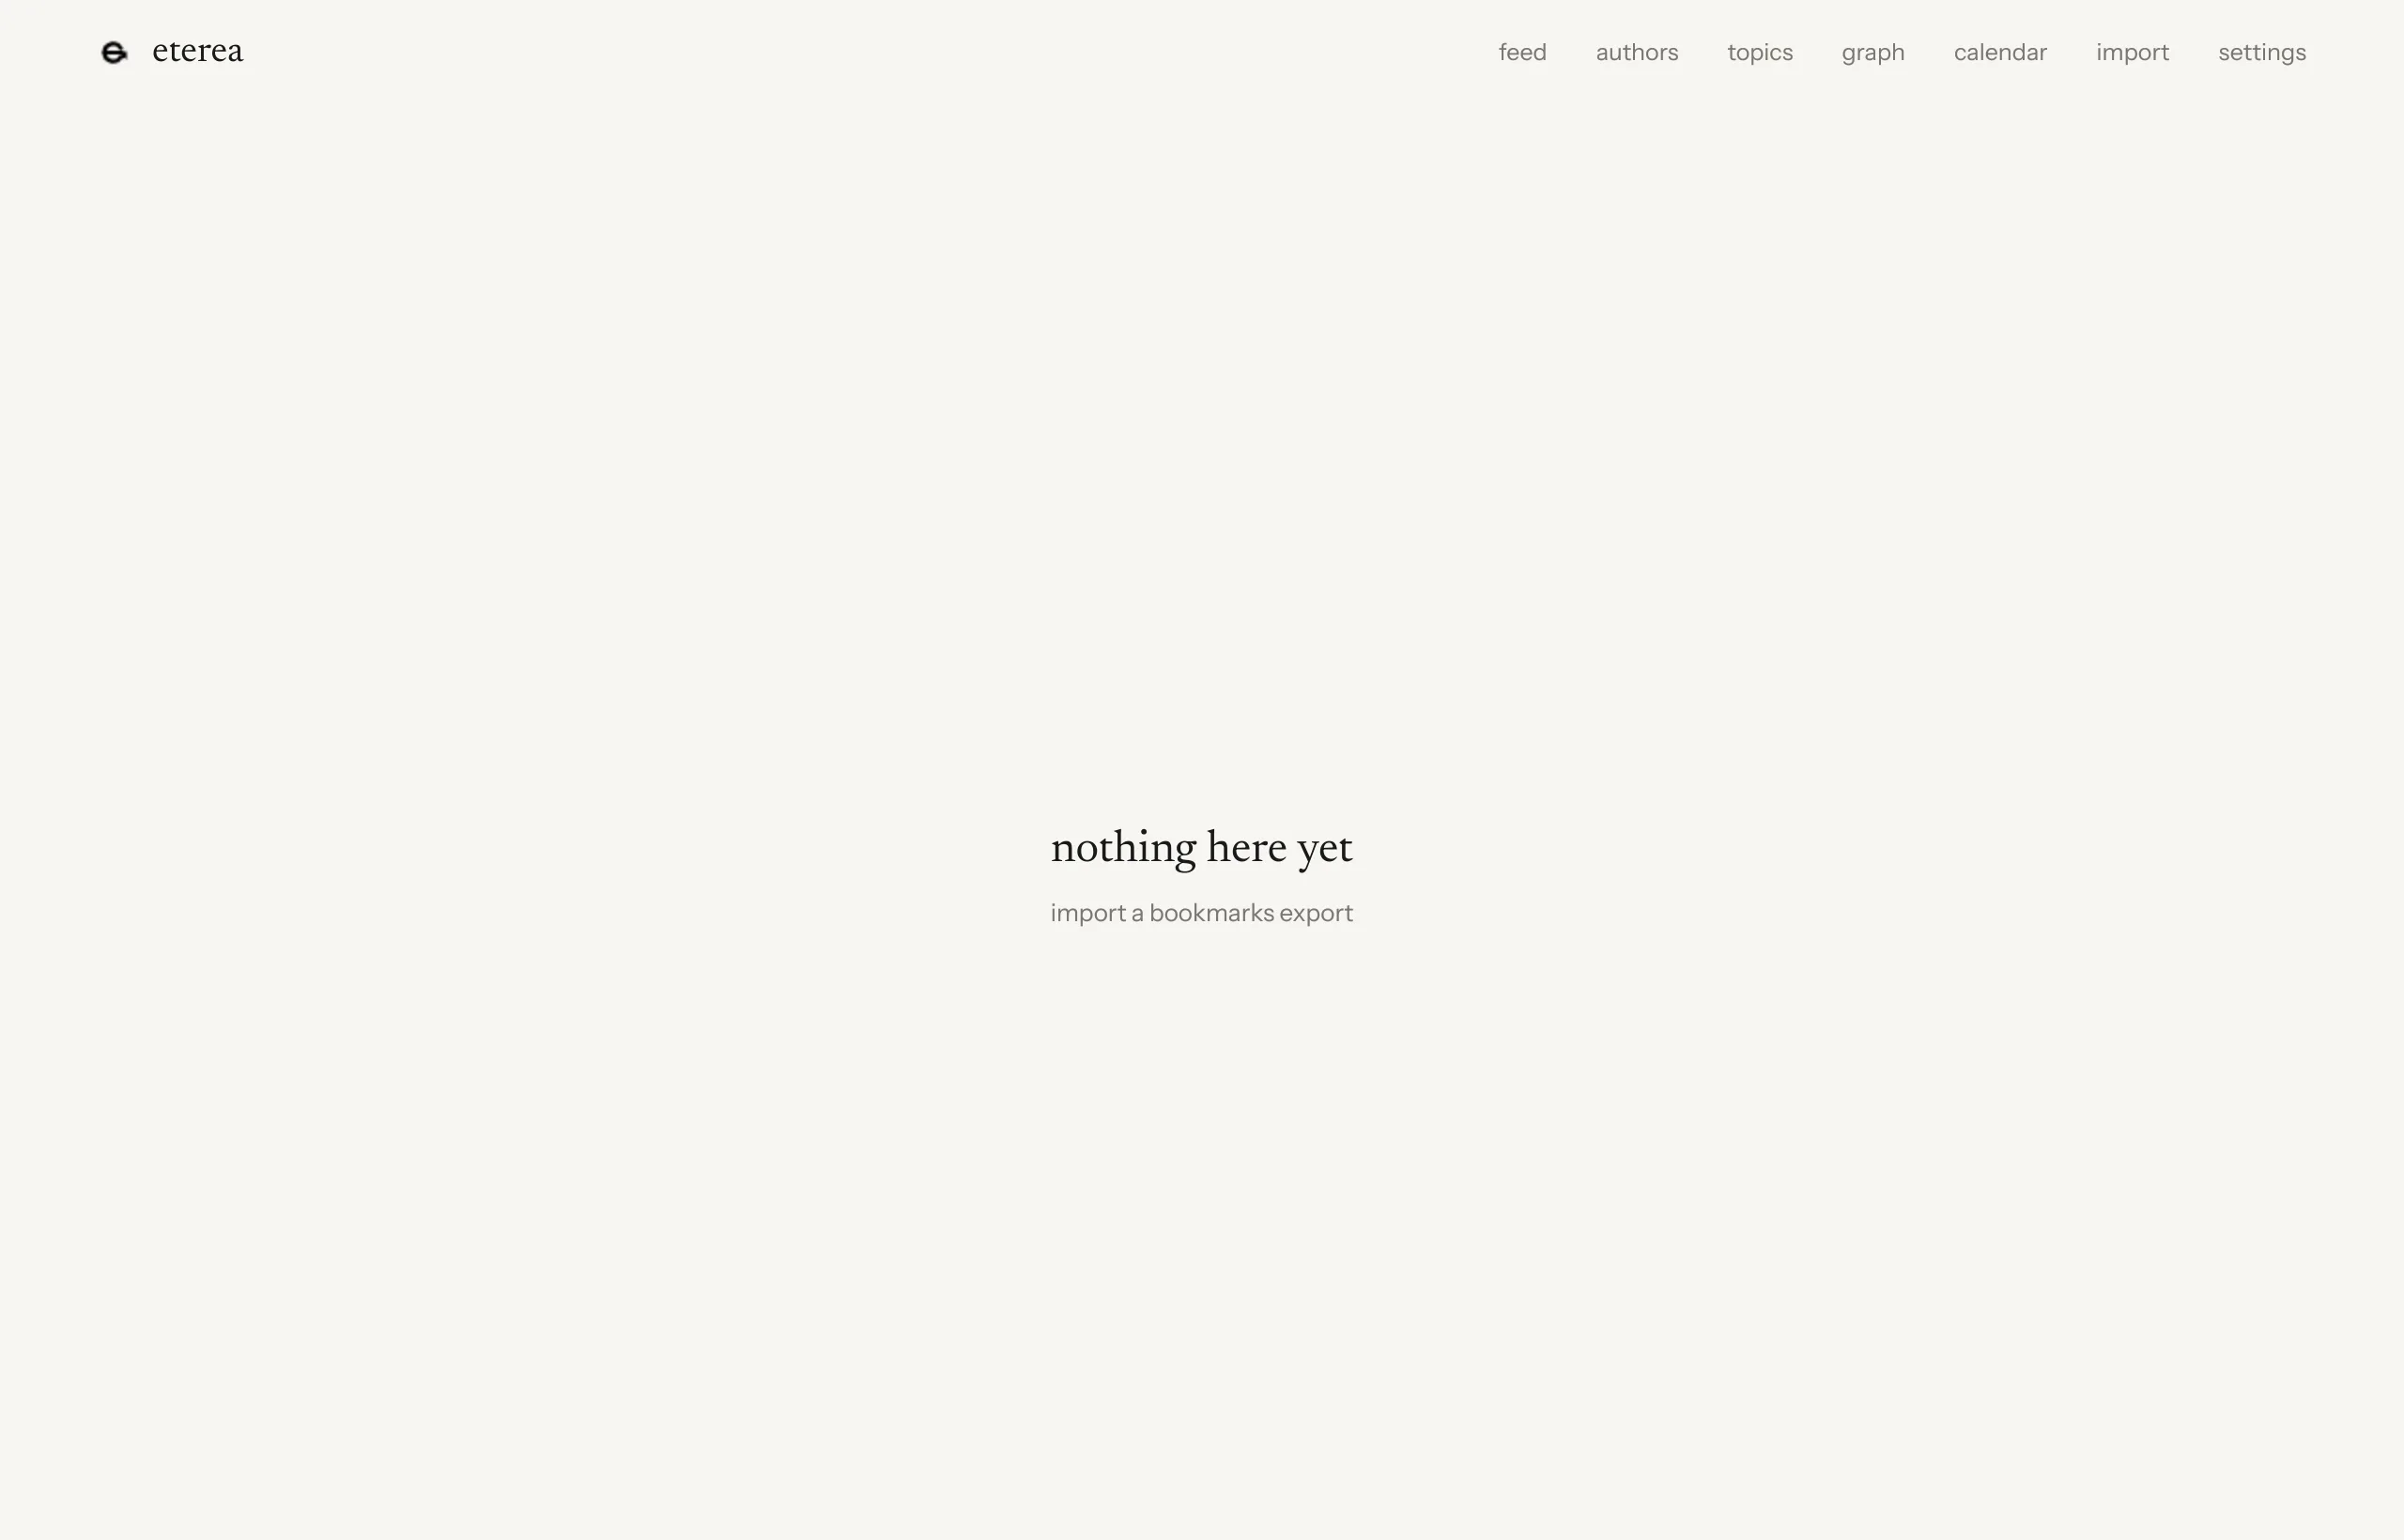 eterea
feed authors topics graph calendar import settings
nothing here yet
import a bookmarks export